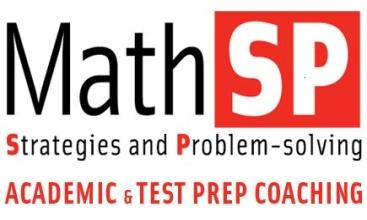 Math SP
Strategies and Problem-solving
ACADEMIC & TEST PREP COACHING